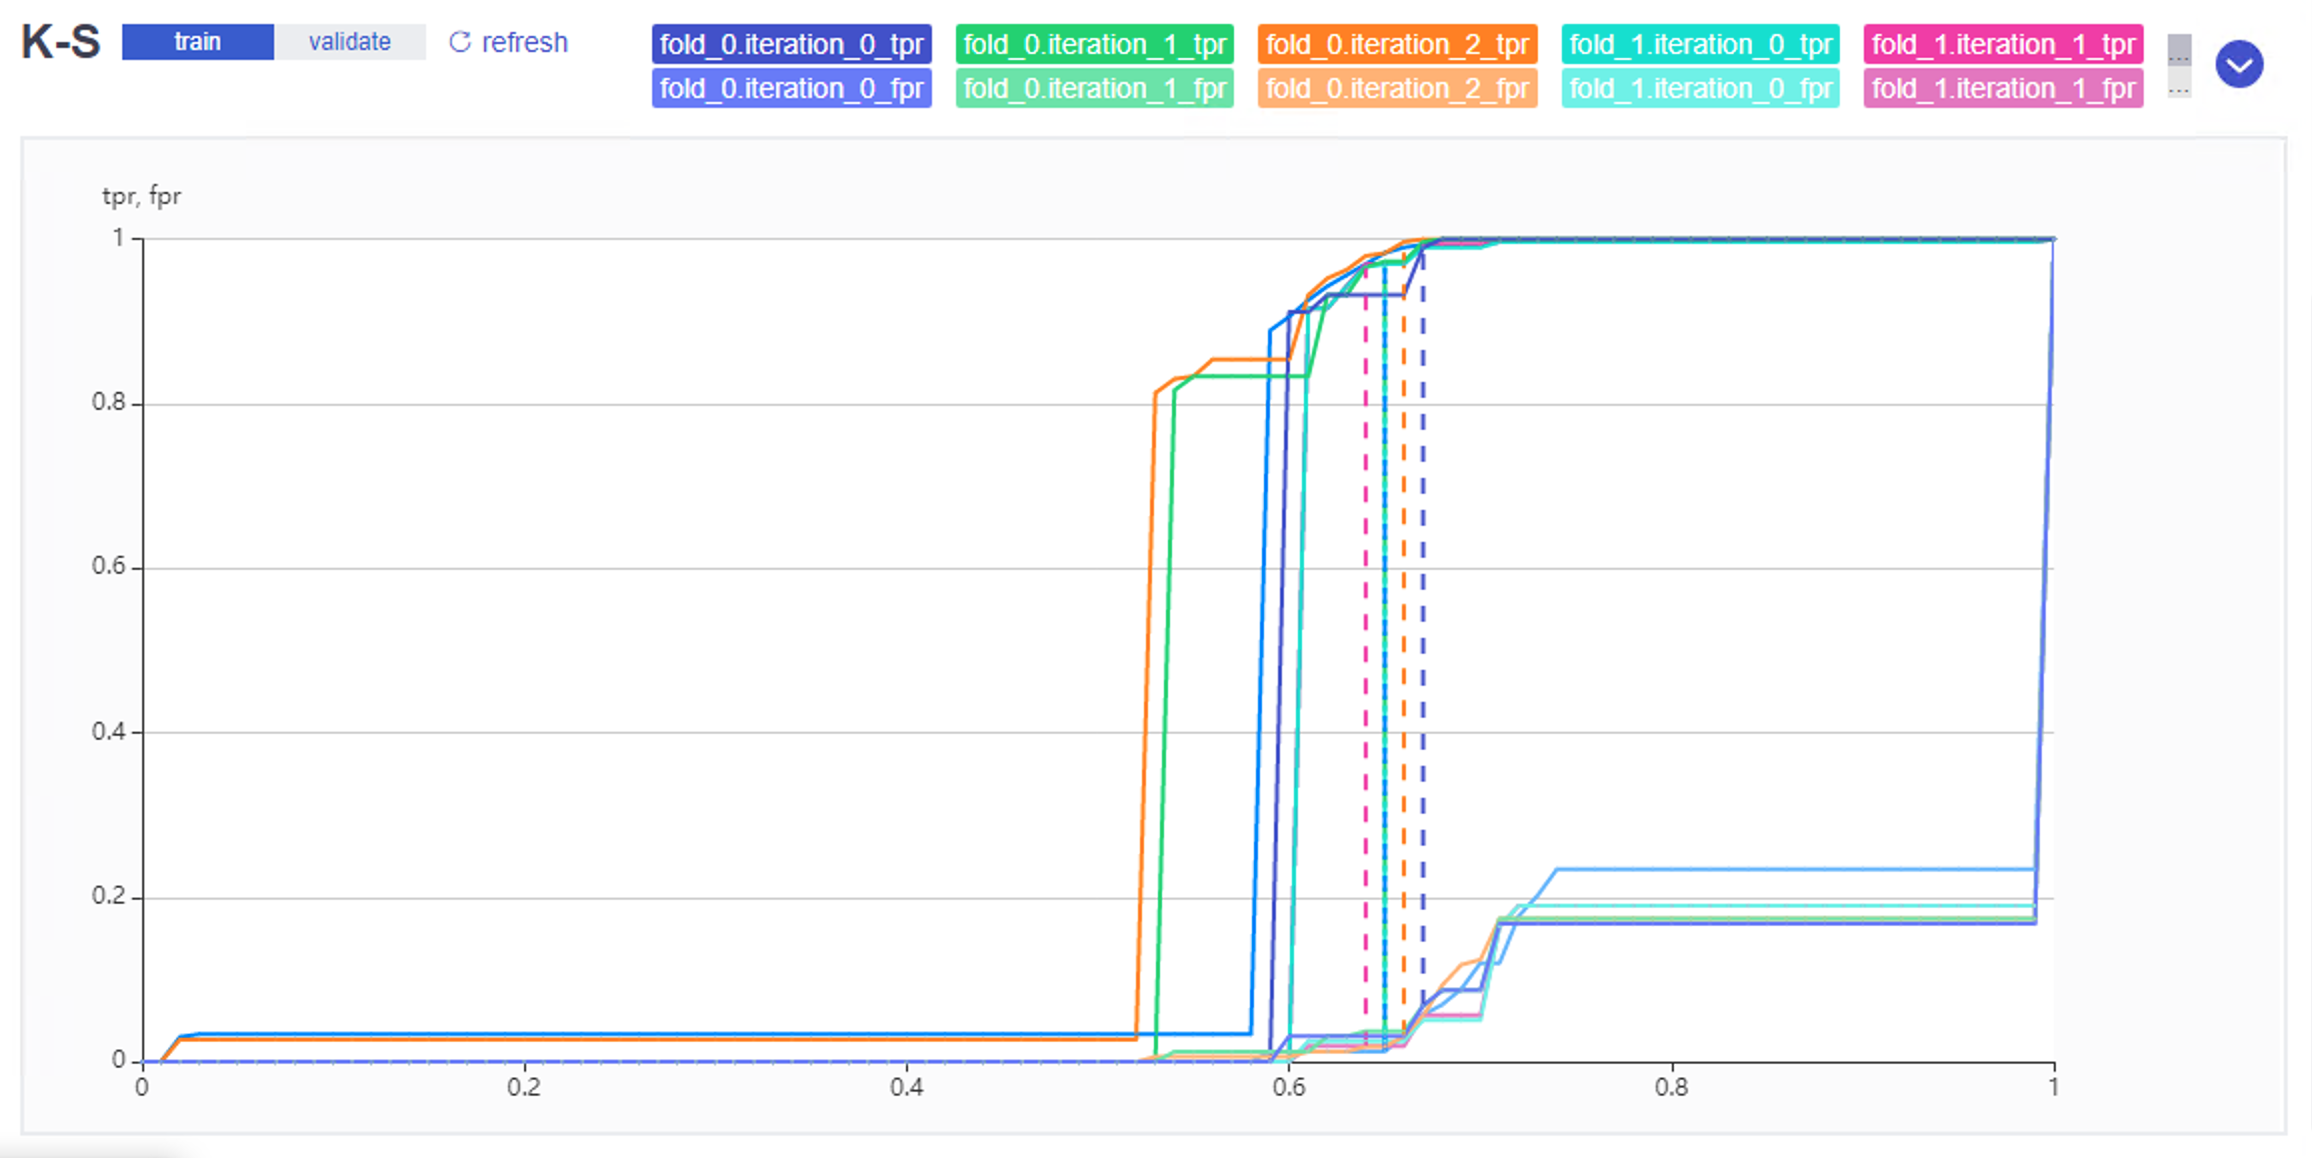 K-S train validate refresh
fold_0.iteration_0_tpr fold_0.iteration_1_tpr fold_0.iteration_2_tpr fold_1.iteration_0_tpr fold_1.iteration_1_tpr ...
fold_0.iteration_0_fpr fold_0.iteration_1_fpr fold_0.iteration_2_fpr fold_1.iteration_0_fpr fold_1.iteration_1_fpr ...
tpr, fpr
1
0.8
0.6
0.4
0.2
0
0 0.2 0.4 0.6 0.8 1